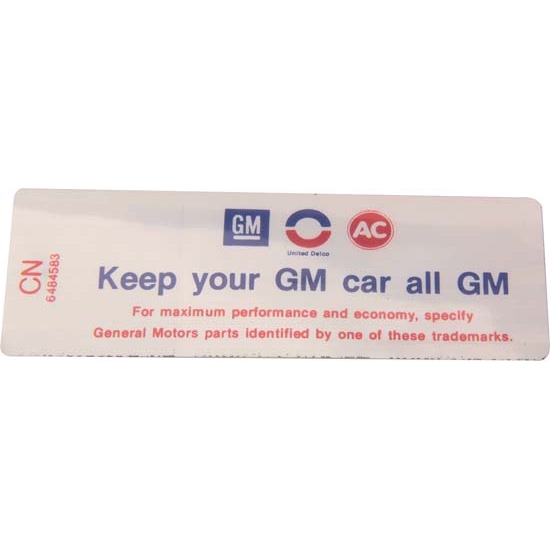 GM
United Delco
AC
Keep your GM car all GM
For maximum performance and economy, specify
General Motors parts identified by one of these trademarks.
CN
6484583